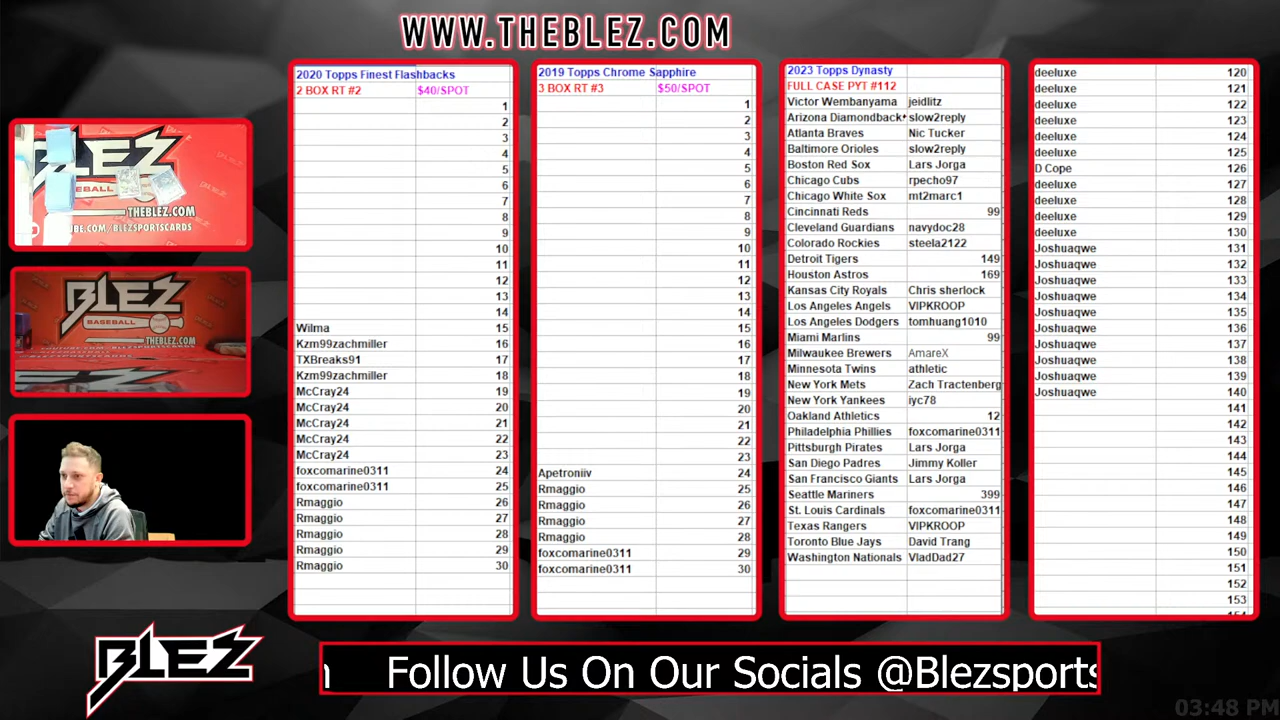 WWW.THEBLEZ.COM
BLEZ
THEBLEZ.COM
UBE.COM/BLEZSPORTSCARDS
BLEZ
BASEBALL
THEBLEZ.COM
2020 Topps Finest Flashbacks
2 BOX RT #2 $40/SPOT
1
2
3
4
5
6
7
8
9
10
11
12
13
14
Wilma 15
Kzm99zachmiller 16
TXBreaks91 17
Kzm99zachmiller 18
McCray24 19
McCray24 20
McCray24 21
McCray24 22
McCray24 23
foxcomarine0311 24
foxcomarine0311 25
Rmaggio 26
Rmaggio 27
Rmaggio 28
Rmaggio 29
Rmaggio 30
2019 Topps Chrome Sapphire
3 BOX RT #3 $50/SPOT
1
2
3
4
5
6
7
8
9
10
11
12
13
14
15
16
17
18
19
20
21
22
23
Apetroniiv 24
Rmaggio 25
Rmaggio 26
Rmaggio 27
Rmaggio 28
foxcomarine0311 29
foxcomarine0311 30
2023 Topps Dynasty
FULL CASE PYT #112
Victor Wembanyama jeidlitz
Arizona Diamondback slow2reply
Atlanta Braves Nic Tucker
Baltimore Orioles slow2reply
Boston Red Sox Lars Jorga
Chicago Cubs rpecho97
Chicago White Sox mt2marc1
Cincinnati Reds 99
Cleveland Guardians navydoc28
Colorado Rockies steela2122
Detroit Tigers 149
Houston Astros 169
Kansas City Royals Chris sherlock
Los Angeles Angels VIPKROOP
Los Angeles Dodgers tomhuang1010
Miami Marlins 99
Milwaukee Brewers AmareX
Minnesota Twins athletic
New York Mets Zach Tractenberg
New York Yankees iyc78
Oakland Athletics 12
Philadelphia Phillies foxcomarine0311
Pittsburgh Pirates Lars Jorga
San Diego Padres Jimmy Koller
San Francisco Giants Lars Jorga
Seattle Mariners 399
St. Louis Cardinals foxcomarine0311
Texas Rangers VIPKROOP
Toronto Blue Jays David Trang
Washington Nationals VladDad27
deeluxe 120
deeluxe 121
deeluxe 122
deeluxe 123
deeluxe 124
deeluxe 125
D Cope 126
deeluxe 127
deeluxe 128
deeluxe 129
deeluxe 130
Joshuaqwe 131
Joshuaqwe 132
Joshuaqwe 133
Joshuaqwe 134
Joshuaqwe 135
Joshuaqwe 136
Joshuaqwe 137
Joshuaqwe 138
Joshuaqwe 139
Joshuaqwe 140
141
142
143
144
145
146
147
148
149
150
151
152
153
BLEZ
Follow Us On Our Socials @Blezsports
03:48 PM